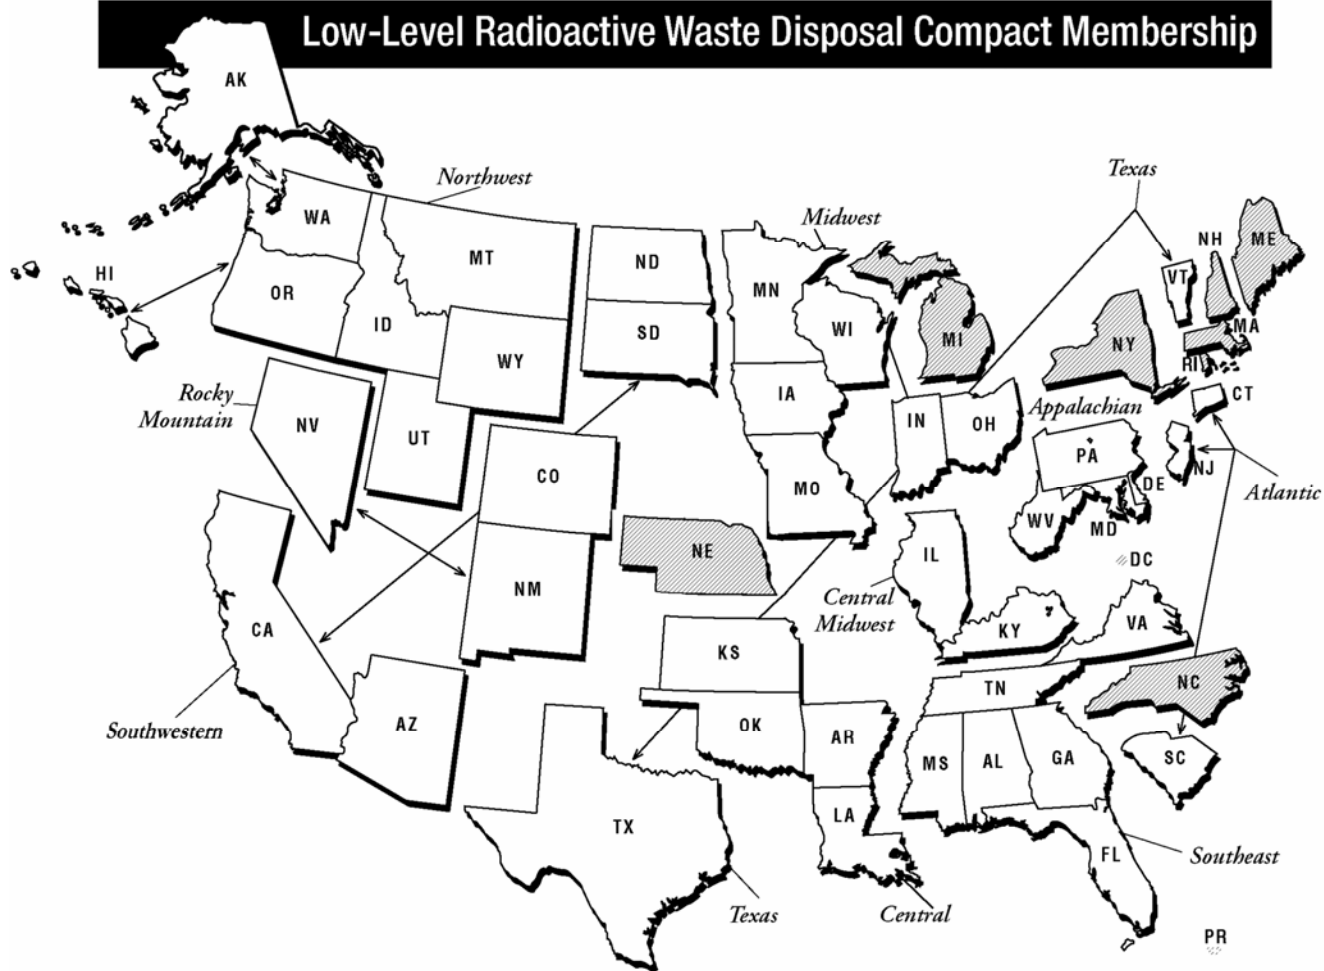 Low-Level Radioactive Waste Disposal Compact Membership
AK
Texas
Northwest
Midwest
WA
NH
ME
MT
ND
VT
HI
OR
MN
ID
WI
MA
SD
MI
NY
WY
RI
Rocky
Mountain
IA
CT
NV
UT
IN
OH
Appalachian
PA
CO
MO
NJ
DE
Atlantic
WV
MD
NE
IL
DC
NM
Central
Midwest
CA
KY
VA
KS
TN
NC
Southwestern
AZ
OK
AR
MS
AL
GA
SC
TX
LA
FL
Southeast
Texas
Central
PR